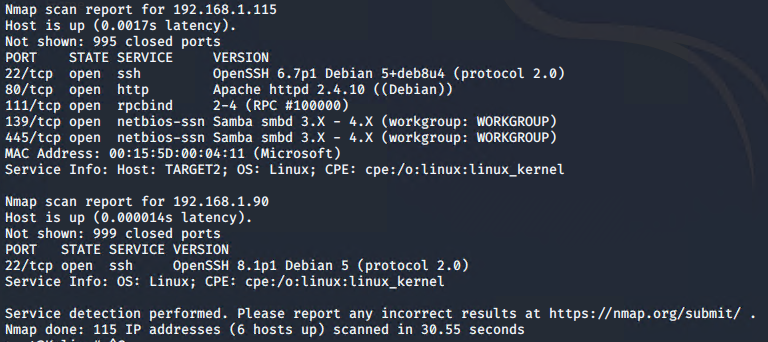 Nmap scan report for 192.168.1.115
Host is up (0.0017s latency).
Not shown: 995 closed ports
PORT    STATE SERVICE     VERSION
22/tcp  open  ssh         OpenSSH 6.7p1 Debian 5+deb8u4 (protocol 2.0)
80/tcp  open  http        Apache httpd 2.4.10 ((Debian))
111/tcp open  rpcbind     2-4 (RPC #100000)
139/tcp open  netbios-ssn Samba smbd 3.X - 4.X (workgroup: WORKGROUP)
445/tcp open  netbios-ssn Samba smbd 3.X - 4.X (workgroup: WORKGROUP)
MAC Address: 00:15:5D:00:04:11 (Microsoft)
Service Info: Host: TARGET2; OS: Linux; CPE: cpe:/o:linux:linux_kernel

Nmap scan report for 192.168.1.90
Host is up (0.000014s latency).
Not shown: 999 closed ports
PORT   STATE SERVICE VERSION
22/tcp open  ssh     OpenSSH 8.1p1 Debian 5 (protocol 2.0)
Service Info: OS: Linux; CPE: cpe:/o:linux:linux_kernel

Service detection performed. Please report any incorrect results at https://nmap.org/submit/ .
Nmap done: 115 IP addresses (6 hosts up) scanned in 30.55 seconds